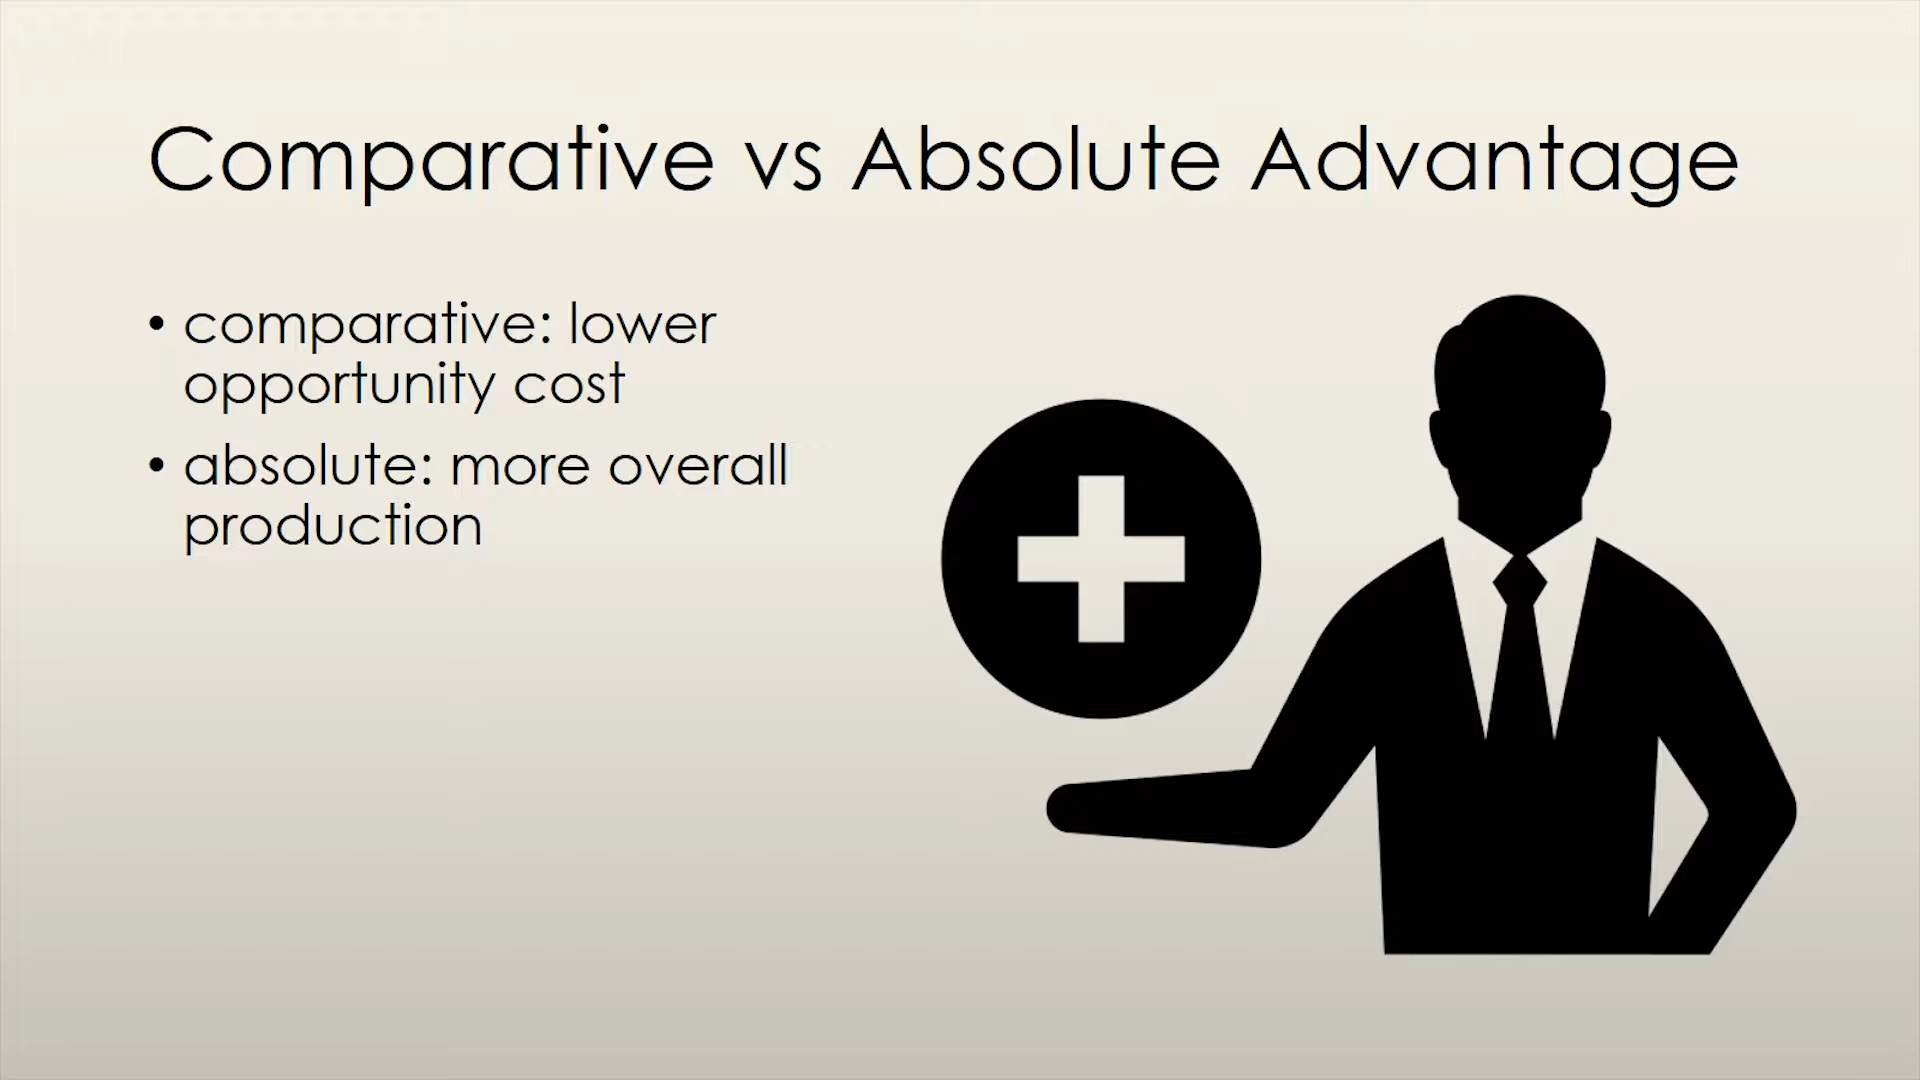 Comparative vs Absolute Advantage
• comparative: lower
opportunity cost
• absolute: more overall
production